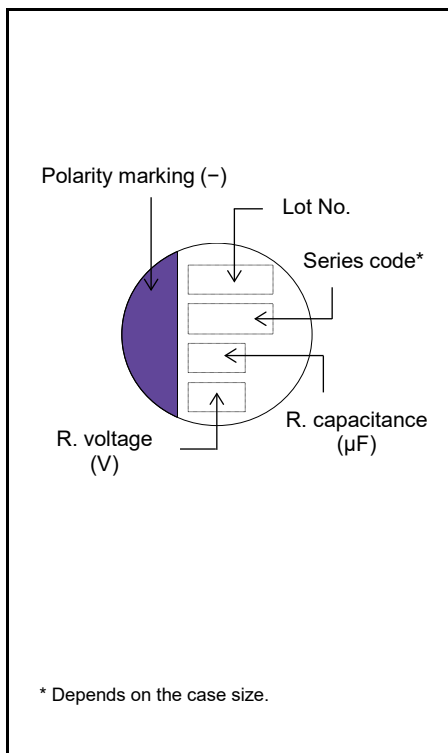 Polarity marking (−)
Lot No.
Series code*
R. capacitance
(µF)
R. voltage
(V)
* Depends on the case size.